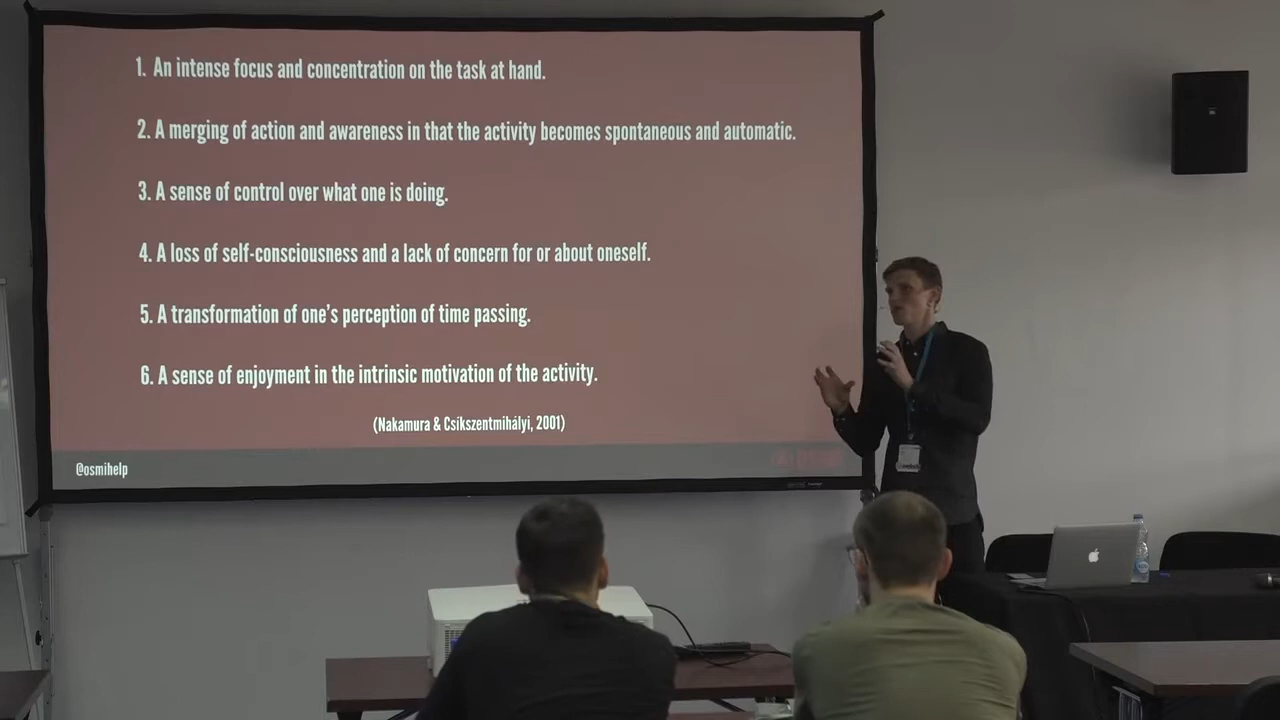 1. An intense focus and concentration on the task at hand.
2. A merging of action and awareness in that the activity becomes spontaneous and automatic.
3. A sense of control over what one is doing.
4. A loss of self-consciousness and a lack of concern for or about oneself.
5. A transformation of one's perception of time passing.
6. A sense of enjoyment in the intrinsic motivation of the activity.
(Nakamura & Csíkszentmihályi, 2001)
@osmihelp